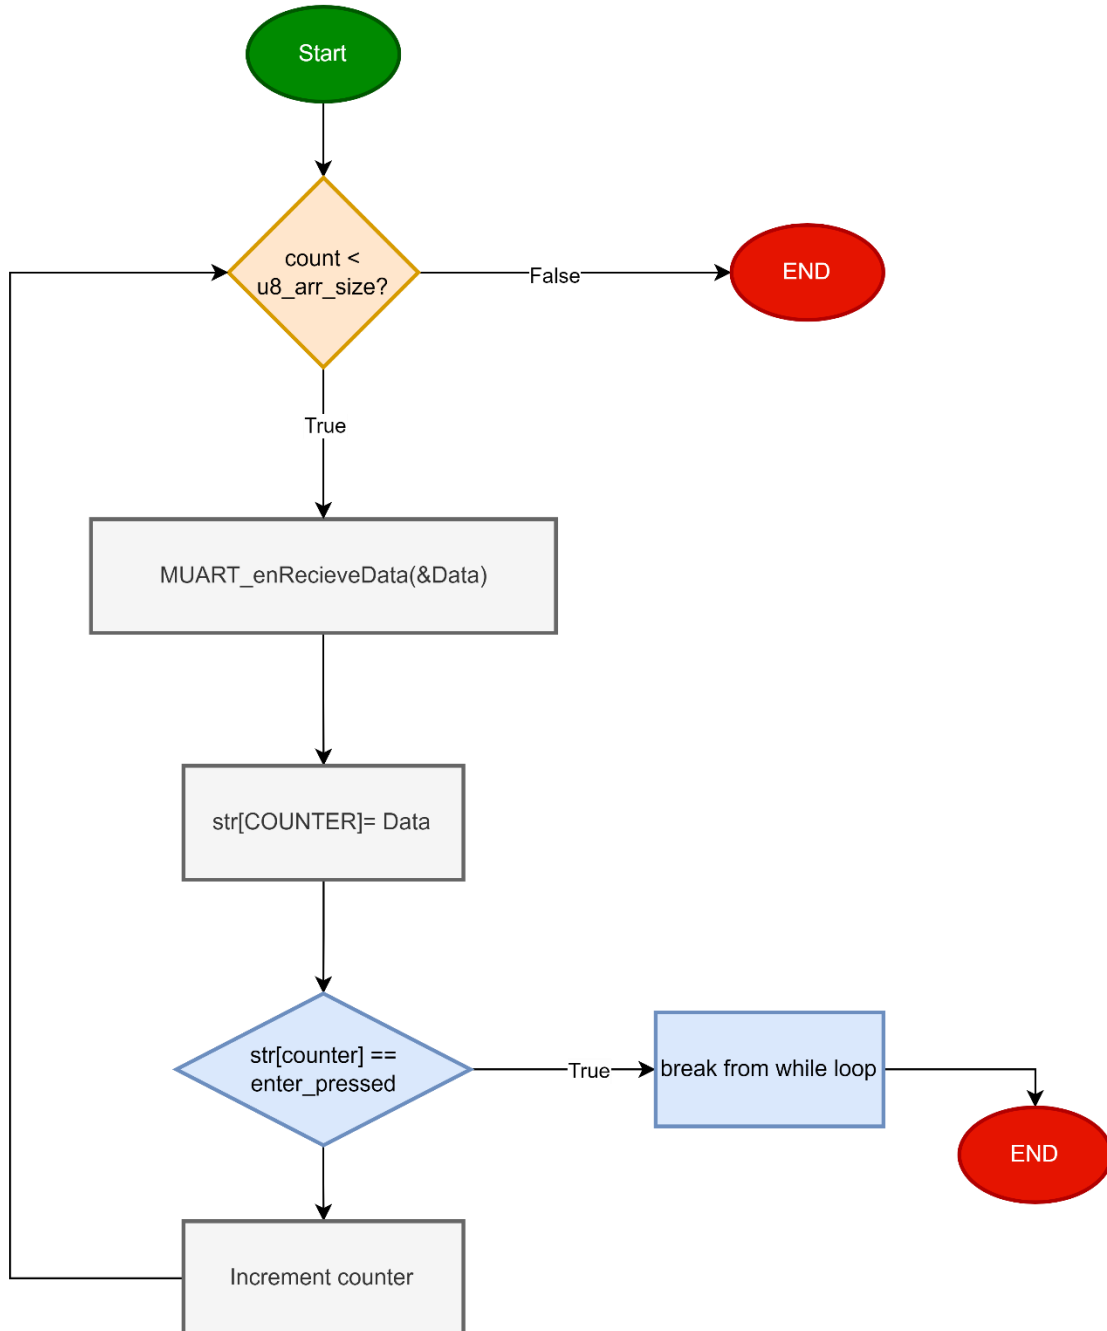 Start
count <
u8_arr_size?
False
END
True
MUART_enRecieveData(&Data)
str[COUNTER]= Data
str[counter] ==
enter_pressed
True
break from while loop
END
Increment counter